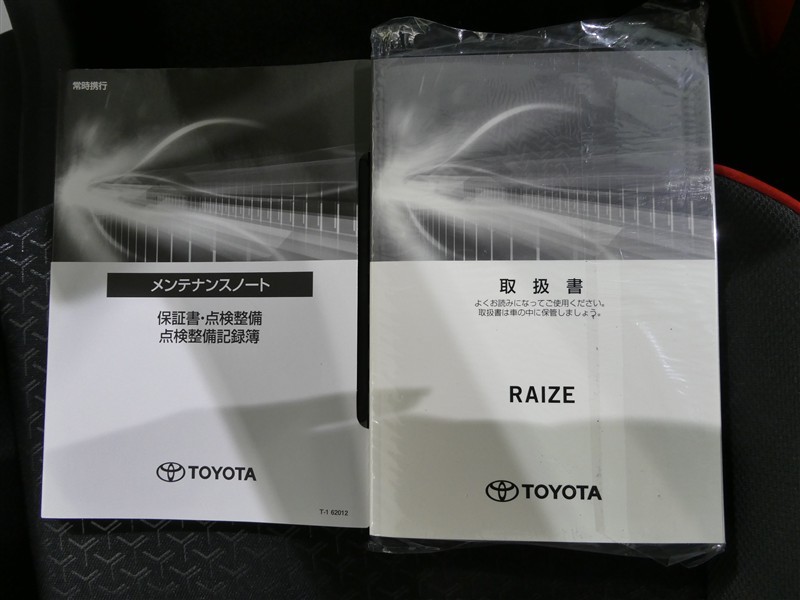 常時携行
メンテナンスノート
保証書・点検整備
点検整備記録簿
TOYOTA
T-1 62012
取扱書
よくお読みになってご使用ください。
取扱書は車の中に保管しましょう。
RAIZE
TOYOTA